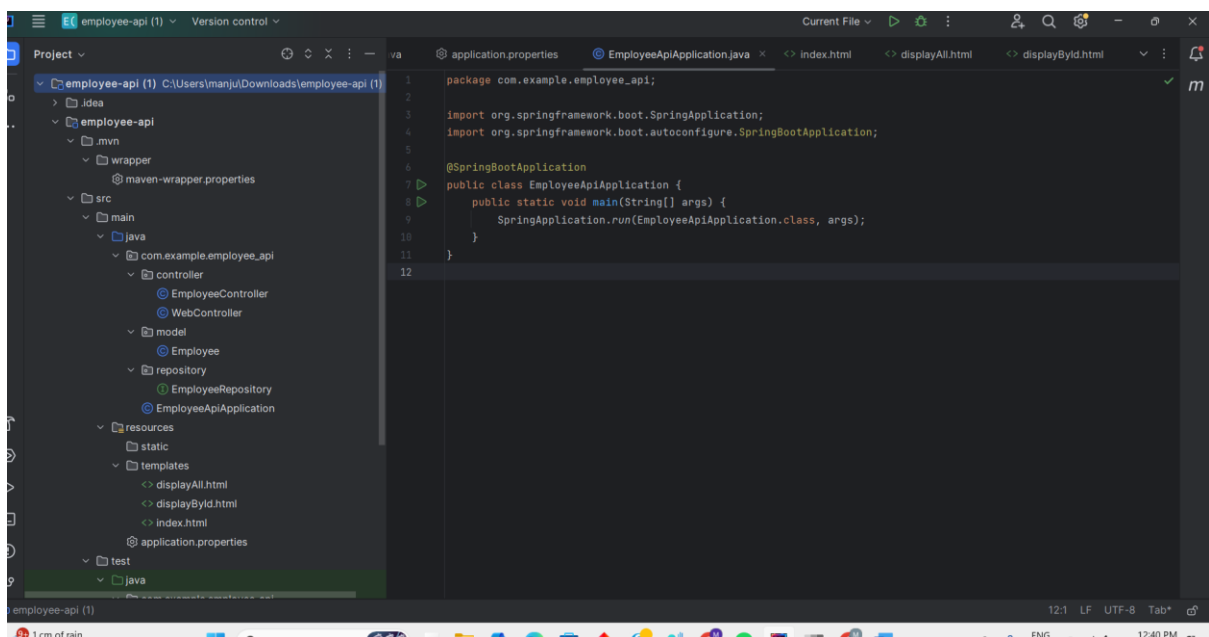 employee-api (1)  Version control  Current File
Project
va  application.properties  EmployeeApiApplication.java  index.html  displayAll.html  displayById.html
employee-api (1) C:\Users\manju\Downloads\employee-api (1)
.idea
employee-api
.mvn
wrapper
maven-wrapper.properties
src
main
java
com.example.employee_api
controller
EmployeeController
WebController
model
Employee
repository
EmployeeRepository
EmployeeApiApplication
resources
static
templates
displayAll.html
displayById.html
index.html
application.properties
test
java
1 package com.example.employee_api;
2
3 import org.springframework.boot.SpringApplication;
4 import org.springframework.boot.autoconfigure.SpringBootApplication;
5
6 @SpringBootApplication
7 public class EmployeeApiApplication {
8 public static void main(String[] args) {
9 SpringApplication.run(EmployeeApiApplication.class, args);
10 }
11 }
12
m
employee-api (1)  12:1 LF UTF-8 Tab*
1 cm of rain  ENG  12:40 PM